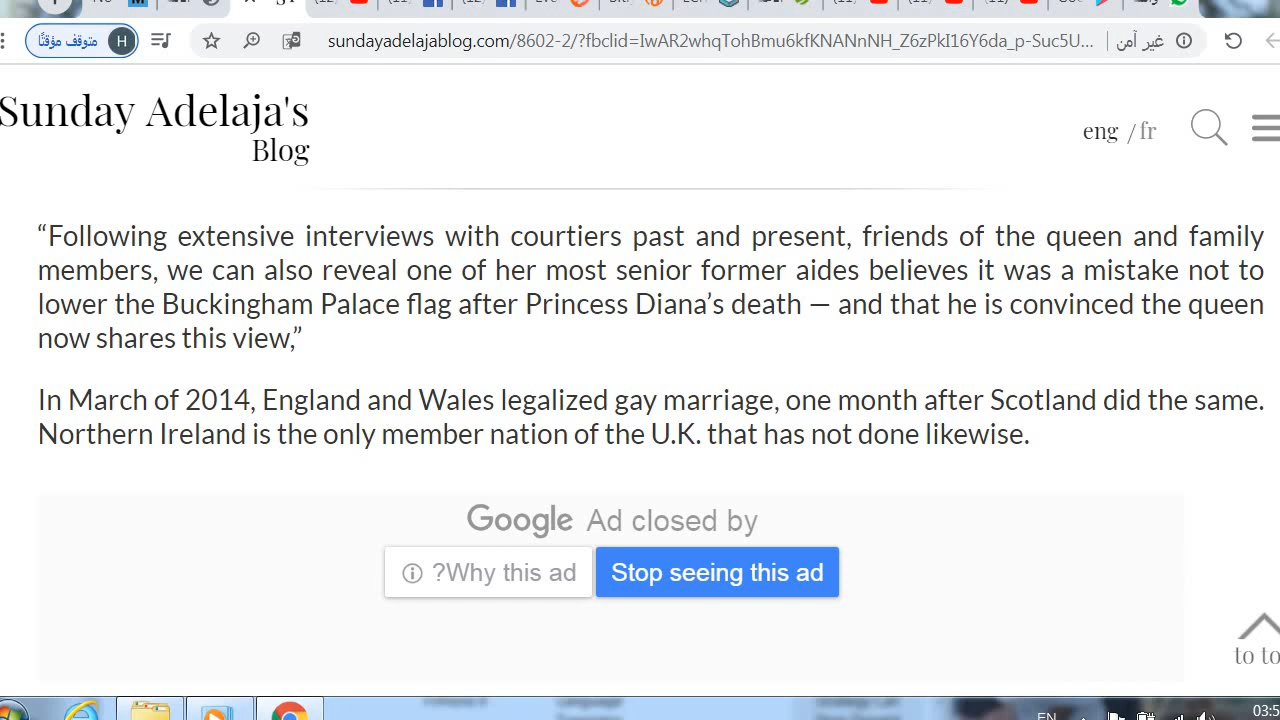 متوقف مؤقتًا
H
sundayadelajablog.com/8602-2/?fbclid=IwAR2whqTohBmvbkfKNANnNH_Z6zPkI16Y6da_p-Suc5U...
غير آمن
Sunday Adelaja's
Blog
eng / fr
“Following extensive interviews with courtiers past and present, friends of the queen and family
members, we can also reveal one of her most senior former aides believes it was a mistake not to
lower the Buckingham Palace flag after Princess Diana’s death — and that he is convinced the queen
now shares this view,”
In March of 2014, England and Wales legalized gay marriage, one month after Scotland did the same.
Northern Ireland is the only member nation of the U.K. that has not done likewise.
Google Ad closed by
?Why this ad
Stop seeing this ad
to to
EN
03:5